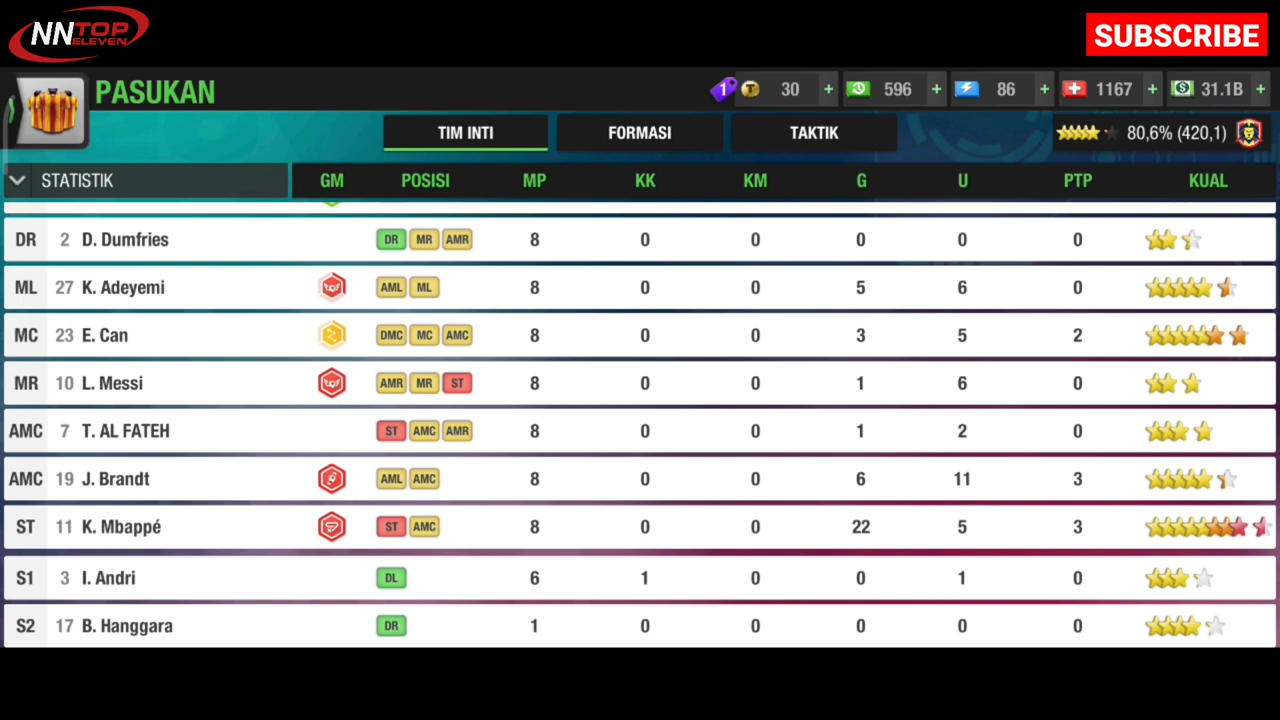 NNTOP
ELEVEN
SUBSCRIBE
PASUKAN
1 T 30 + 596 + 86 + 1167 + $ 31.1B +
TIM INTI FORMASI TAKTIK 80,6% (420,1)
STATISTIK GM POSISI MP KK KM G U PTP KUAL
DR 2 D. Dumfries DR MR AMR 8 0 0 0 0 0
ML 27 K. Adeyemi AML ML 8 0 0 5 6 0
MC 23 E. Can DMC MC AMC 8 0 0 3 5 2
MR 10 L. Messi AMR MR ST 8 0 0 1 6 0
AMC 7 T. AL FATEH ST AMC AMR 8 0 0 1 2 0
AMC 19 J. Brandt AML AMC 8 0 0 6 11 3
ST 11 K. Mbappé ST AMC 8 0 0 22 5 3
S1 3 I. Andri DL 6 1 0 0 1 0
S2 17 B. Hanggara DR 1 0 0 0 0 0